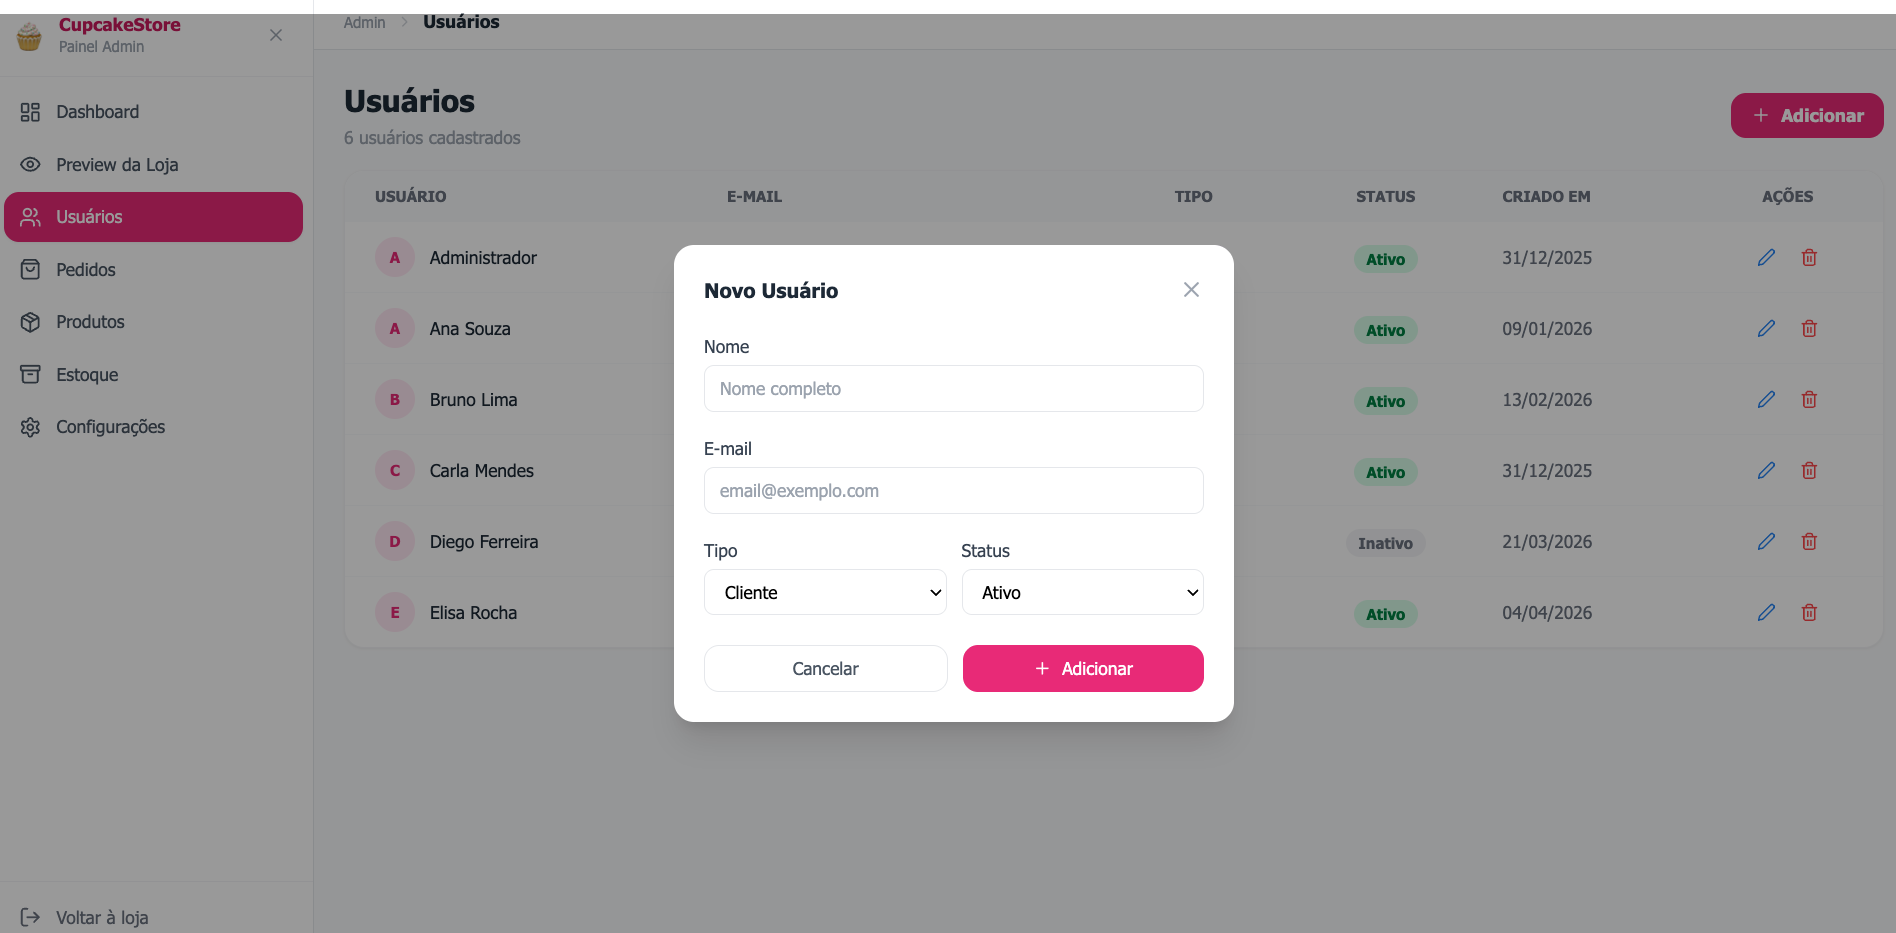 CupcakeStore
Painel Admin
Dashboard
Preview da Loja
Usuários
Pedidos
Produtos
Estoque
Configurações
Voltar à loja
Admin > Usuários
Usuários
6 usuários cadastrados
+ Adicionar
USUÁRIO E-MAIL TIPO STATUS CRIADO EM AÇÕES
A Administrador Ativo 31/12/2025
A Ana Souza Ativo 09/01/2026
B Bruno Lima Ativo 13/02/2026
C Carla Mendes Ativo 31/12/2025
D Diego Ferreira Inativo 21/03/2026
E Elisa Rocha Ativo 04/04/2026
Novo Usuário
Nome
Nome completo
E-mail
email@exemplo.com
Tipo Status
Cliente Ativo
Cancelar + Adicionar